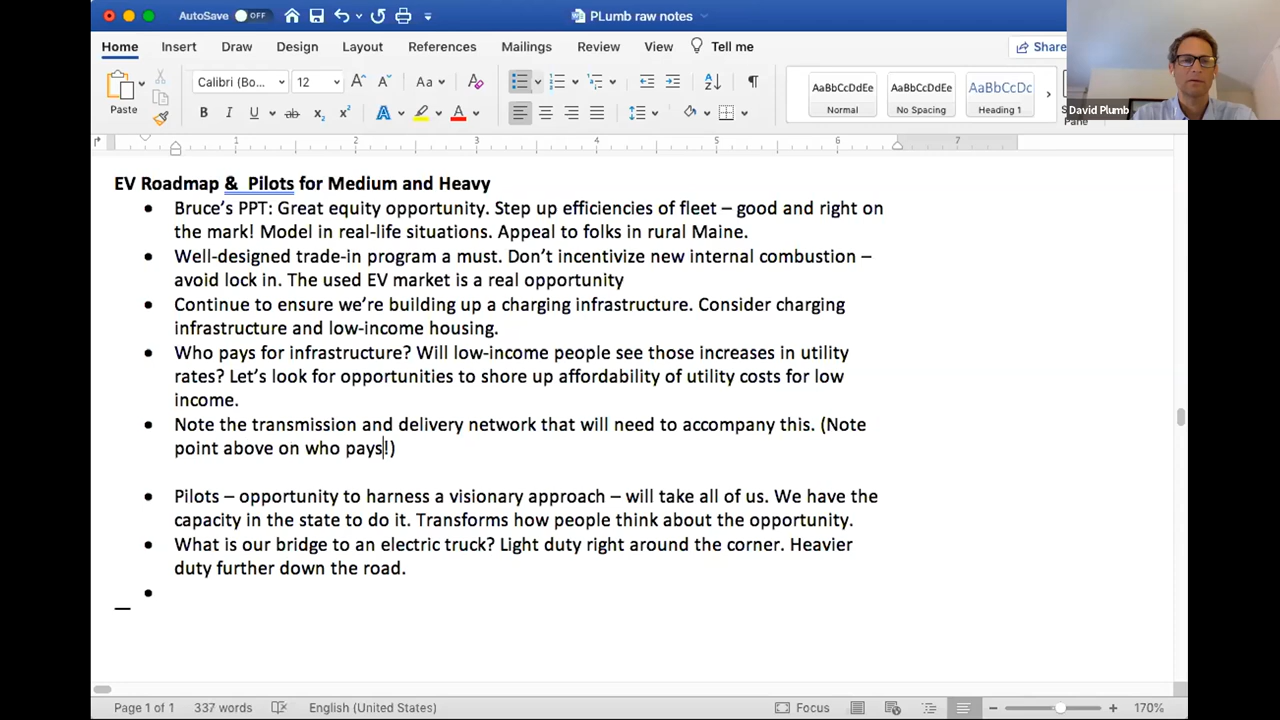 AutoSave OFF
PLumb raw notes
Home Insert Draw Design Layout References Mailings Review View Tell me Share
Paste
Calibri (Bo... 12
AaBbCcDdEe AaBbCcDdEe AaBbCcDc
Normal No Spacing Heading 1
Pane
David Plumb
1 2 3 4 5 6 7
EV Roadmap & Pilots for Medium and Heavy
• Bruce's PPT: Great equity opportunity. Step up efficiencies of fleet – good and right on
the mark! Model in real-life situations. Appeal to folks in rural Maine.
• Well-designed trade-in program a must. Don't incentivize new internal combustion –
avoid lock in. The used EV market is a real opportunity
• Continue to ensure we're building up a charging infrastructure. Consider charging
infrastructure and low-income housing.
• Who pays for infrastructure? Will low-income people see those increases in utility
rates? Let's look for opportunities to shore up affordability of utility costs for low
income.
• Note the transmission and delivery network that will need to accompany this. (Note
point above on who pays!)
• Pilots – opportunity to harness a visionary approach – will take all of us. We have the
capacity in the state to do it. Transforms how people think about the opportunity.
• What is our bridge to an electric truck? Light duty right around the corner. Heavier
duty further down the road.
•
Page 1 of 1 337 words English (United States) Focus 170%